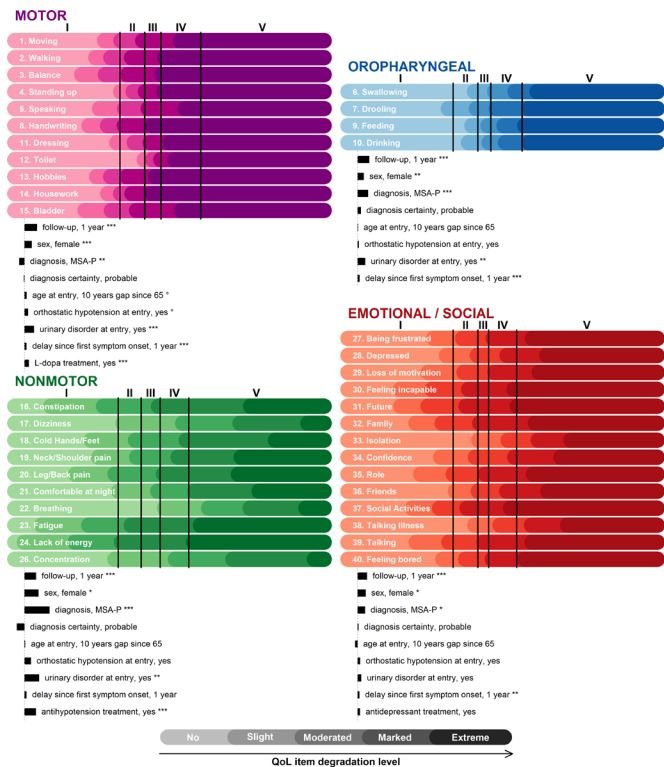 MOTOR
I II III IV V
1. Moving
2. Walking
3. Balance
4. Standing up
5. Speaking
8. Handwriting
11. Dressing
12. Toilet
13. Hobbies
14. Housework
15. Bladder
follow-up, 1 year ***
sex, female ***
diagnosis, MSA-P **
diagnosis certainty, probable
age at entry, 10 years gap since 65 *
orthostatic hypotension at entry, yes *
urinary disorder at entry, yes ***
delay since first symptom onset, 1 year ***
L-dopa treatment, yes ***
NONMOTOR
I II III IV V
16. Constipation
17. Dizziness
18. Cold Hands/Feet
19. Neck/Shoulder pain
20. Leg/Back pain
21. Comfortable at night
22. Breathing
23. Fatigue
24. Lack of energy
26. Concentration
follow-up, 1 year ***
sex, female *
diagnosis, MSA-P ***
diagnosis certainty, probable
age at entry, 10 years gap since 65
orthostatic hypotension at entry, yes
urinary disorder at entry, yes **
delay since first symptom onset, 1 year
antihypotension treatment, yes ***
OROPHARYNGEAL
I II III IV V
6. Swallowing
7. Drooling
9. Feeding
10. Drinking
follow-up, 1 year ***
sex, female **
diagnosis, MSA-P ***
diagnosis certainty, probable
age at entry, 10 years gap since 65
orthostatic hypotension at entry, yes
urinary disorder at entry, yes **
delay since first symptom onset, 1 year ***
EMOTIONAL / SOCIAL
I II III IV V
27. Being frustrated
28. Depressed
29. Loss of motivation
30. Feeling incapable
31. Future
32. Family
33. Isolation
34. Confidence
35. Role
36. Friends
37. Social Activities
38. Talking Illness
39. Talking
40. Feeling bored
follow-up, 1 year ***
sex, female *
diagnosis, MSA-P *
diagnosis certainty, probable
age at entry, 10 years gap since 65
orthostatic hypotension at entry, yes
urinary disorder at entry, yes
delay since first symptom onset, 1 year **
antidepressant treatment, yes
No Slight Moderated Marked Extreme
QoL item degradation level